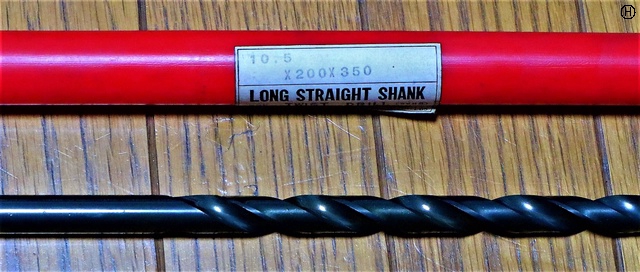 10.5
X200X350
LONG STRAIGHT SHANK
H